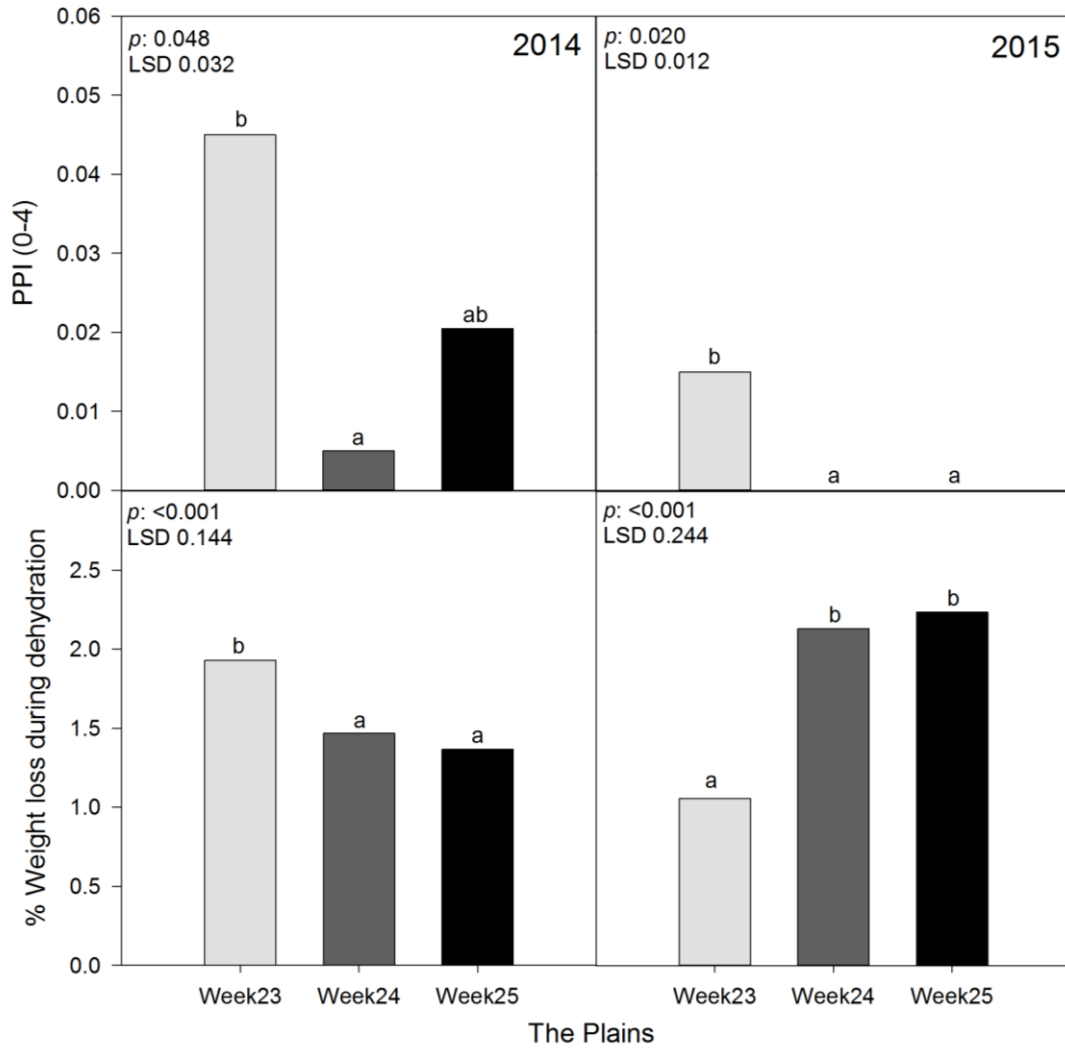 PPI (0-4)
0.06
0.05
0.04
0.03
0.02
0.01
0.00
p: 0.048
LSD 0.032
2014
b
a
ab
p: 0.020
LSD 0.012
2015
b
a
a
% Weight loss during dehydration
2.5
2.0
1.5
1.0
0.5
0.0
p: <0.001
LSD 0.144
b
a
a
p: <0.001
LSD 0.244
a
b
b
Week23 Week24 Week25 Week23 Week24 Week25
The Plains